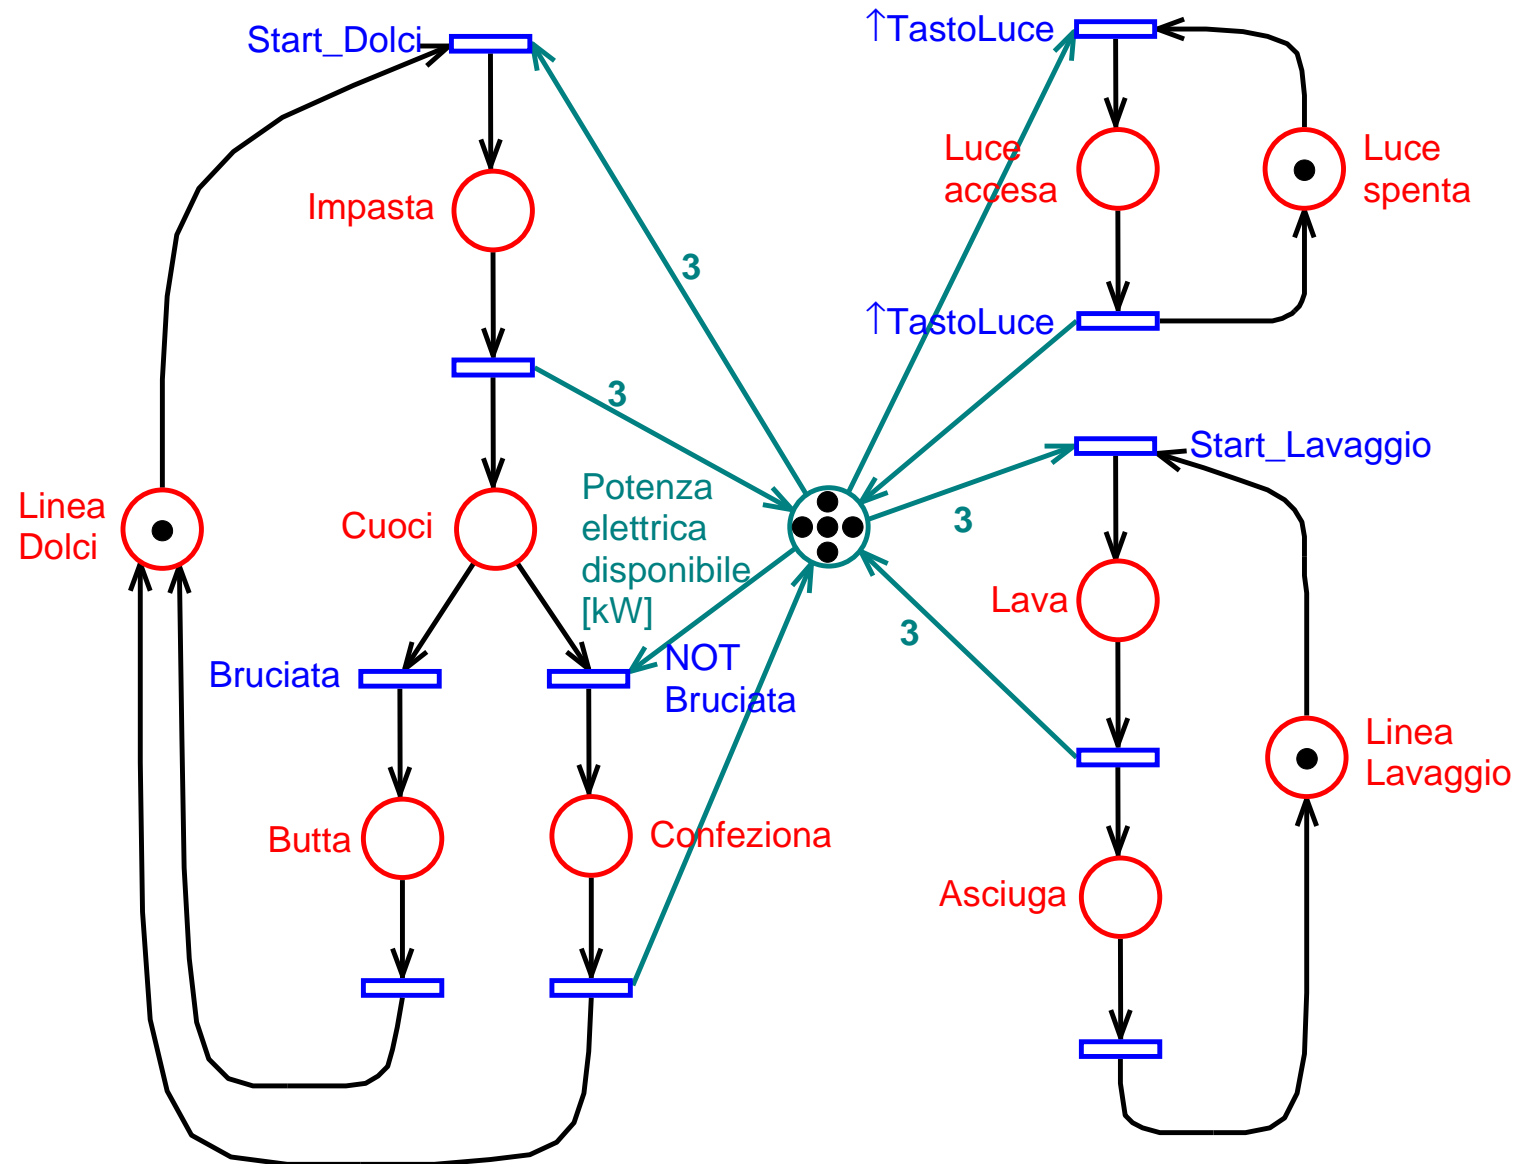 Start_Dolci
↑TastoLuce
Luce
accesa
Luce
spenta
Impasta
3
↑TastoLuce
3
Start_Lavaggio
Potenza
elettrica
disponibile
[kW]
Linea
Dolci
Cuoci
3
Lava
3
Bruciata
NOT
Bruciata
Linea
Lavaggio
Butta
Confeziona
Asciuga